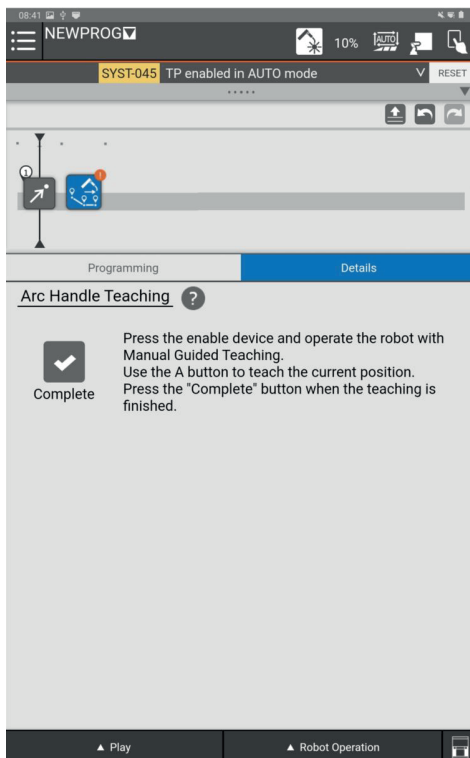 08:41
NEWPROG
10%
AUTO
SYST-045 TP enabled in AUTO mode
RESET
1
!
Programming
Details
Arc Handle Teaching ?
Press the enable device and operate the robot with
Manual Guided Teaching.
Use the A button to teach the current position.
Press the "Complete" button when the teaching is
finished.
Complete
▲ Play
▲ Robot Operation